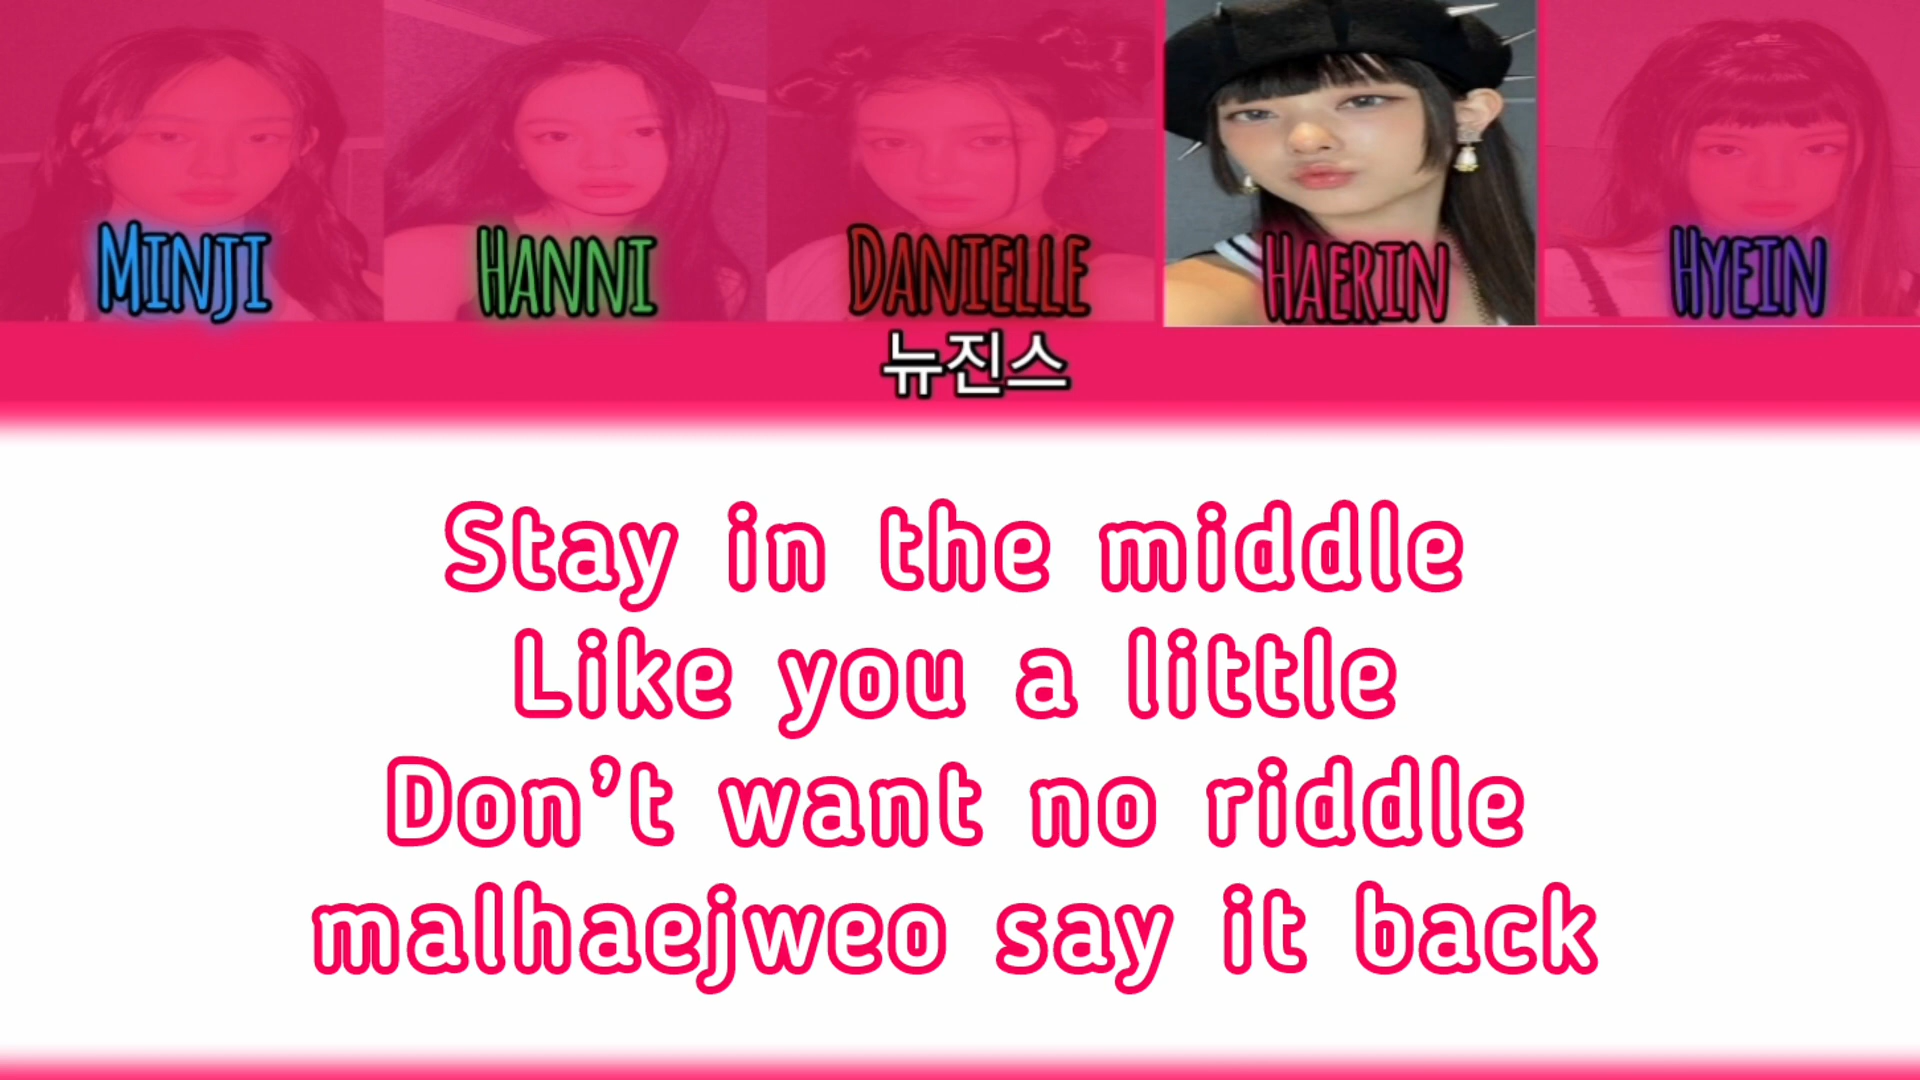 MINJI HANNI DANIELLE HAERIN HYEIN
뉴진스
Stay in the middle
Like you a little
Don't want no riddle
malhaejweo say it back